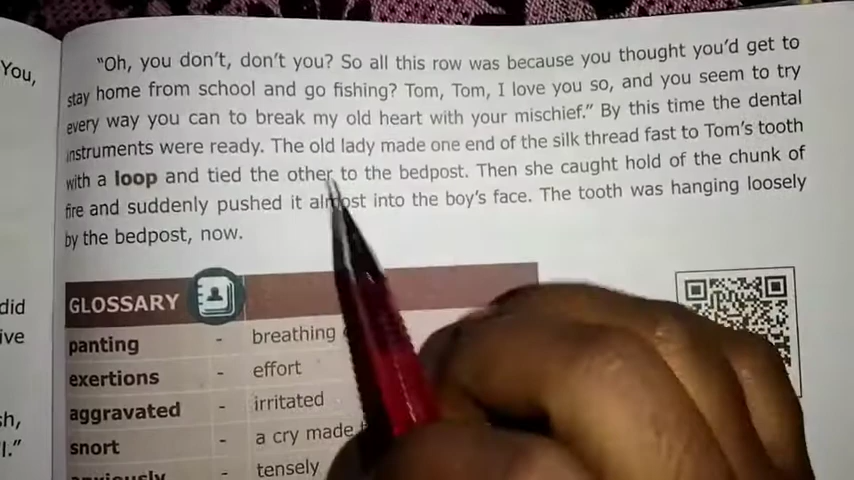 You,
"Oh, you don't, don't you? So all this row was because you thought you'd get to
stay home from school and go fishing? Tom, Tom, I love you so, and you seem to try
every way you can to break my old heart with your mischief." By this time the dental
instruments were ready. The old lady made one end of the silk thread fast to Tom's tooth
with a loop and tied the other to the bedpost. Then she caught hold of the chunk of
fire and suddenly pushed it almost into the boy's face. The tooth was hanging loosely
by the bedpost, now.
GLOSSARY
panting - breathing
exertions - effort
aggravated - irritated
snort - a cry made
anxiously - tensely
did